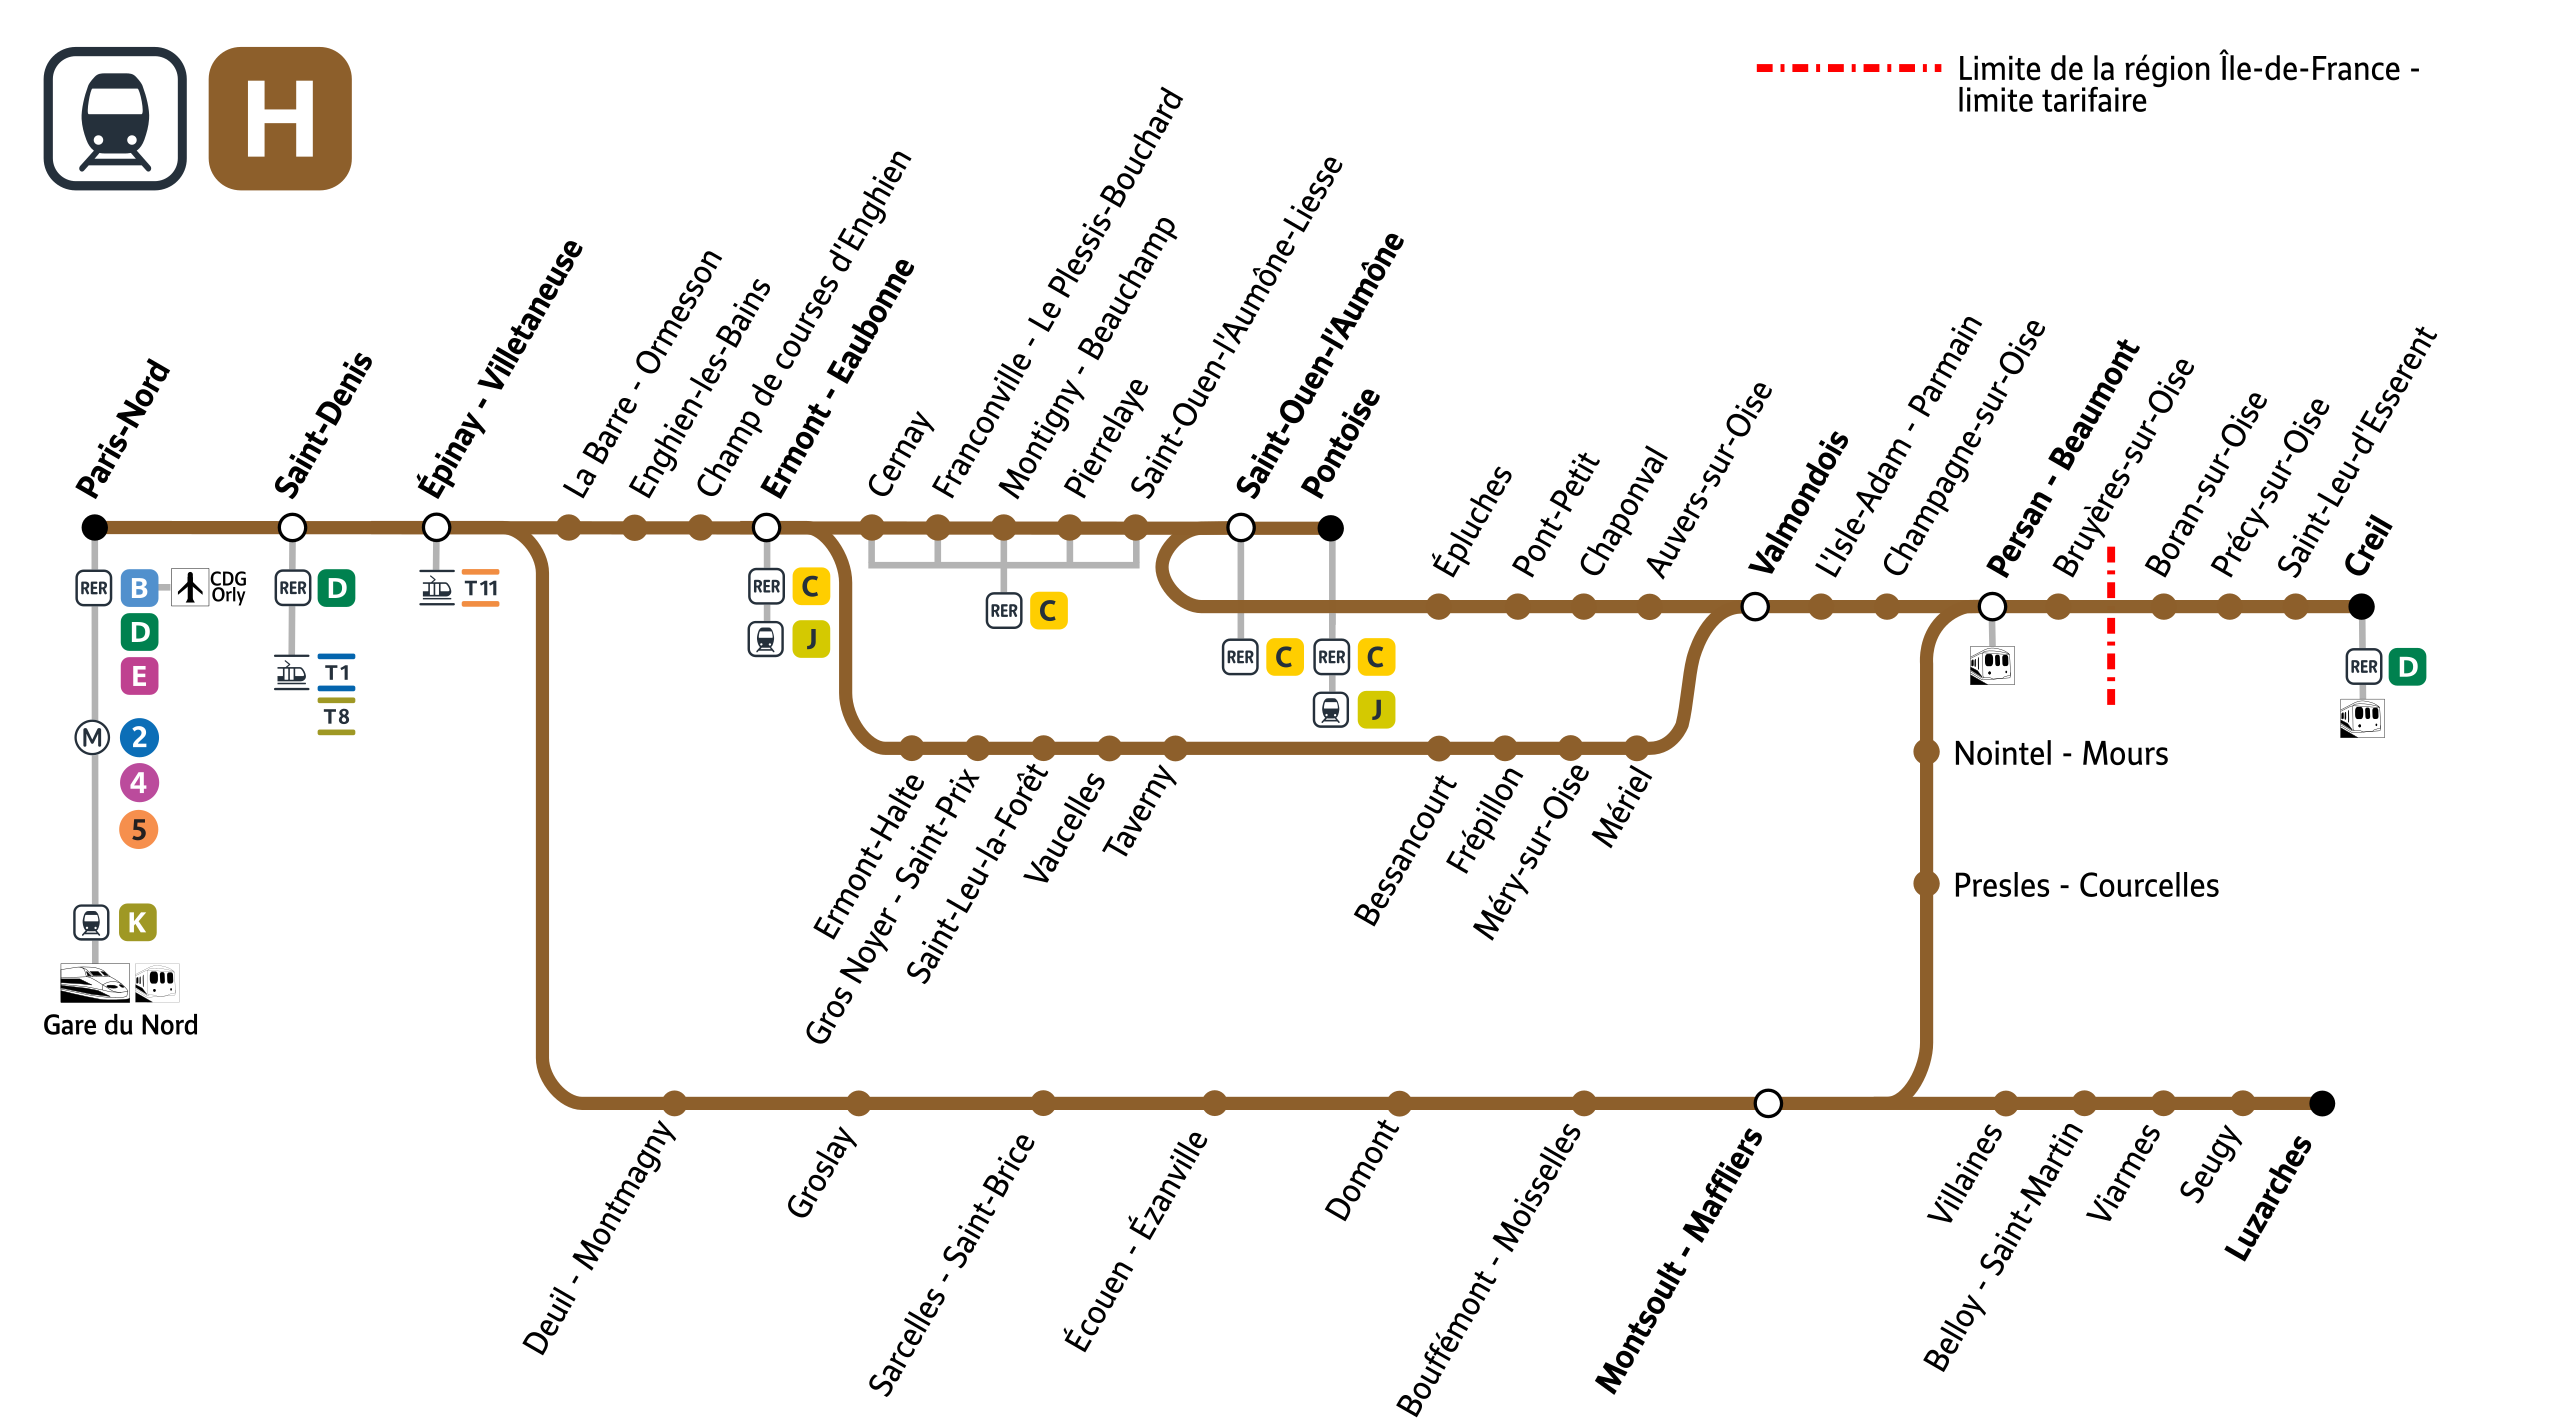 H
Limite de la région Île-de-France -
limite tarifaire
Paris-Nord
Saint-Denis
Épinay - Villetaneuse
La Barre - Ormesson
Enghien-les-Bains
Champ de courses d'Enghien
Ermont - Eaubonne
Cernay
Franconville - Le Plessis-Bouchard
Montigny - Beauchamp
Pierrelaye
Saint-Ouen-l'Aumône-Liesse
Saint-Ouen-l'Aumône
Pontoise
Épluches
Pont-Petit
Chaponval
Auvers-sur-Oise
Valmondois
L'Isle-Adam - Parmain
Champagne-sur-Oise
Persan - Beaumont
Bruyères-sur-Oise
Boran-sur-Oise
Précy-sur-Oise
Saint-Leu-d'Esserent
Creil
RER B
CDG
Orly
D
E
M 2
4
5
K
Gare du Nord
RER D
T1
T8
T11
RER C
J
RER C
RER C
RER C
J
RER D
Ermont-Halte
Gros Noyer - Saint-Prix
Saint-Leu-la-Forêt
Vaucelles
Taverny
Bessancourt
Frépillon
Méry-sur-Oise
Mériel
Nointel - Mours
Presles - Courcelles
Deuil - Montmagny
Groslay
Sarcelles - Saint-Brice
Écouen - Ézanville
Domont
Bouffémont - Moisselles
Montsoult - Maffliers
Villaines
Belloy - Saint-Martin
Viarmes
Seugy
Luzarches